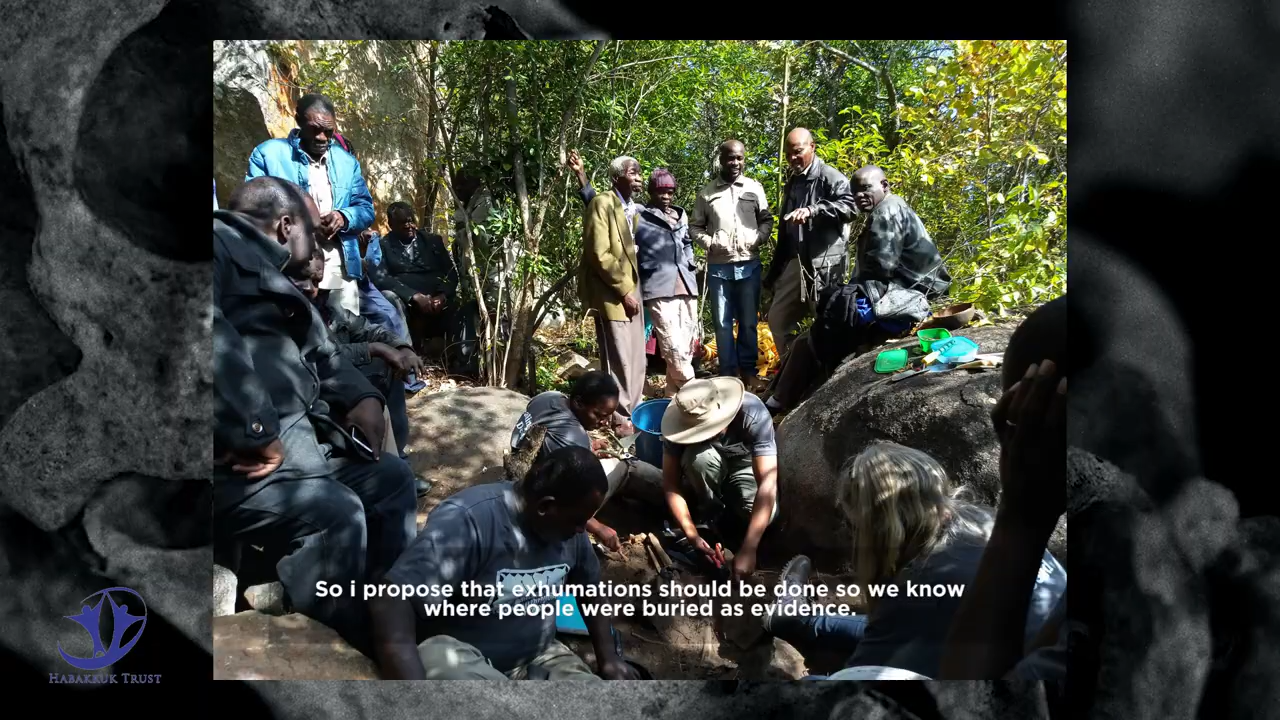 So i propose that exhumations should be done so we know
where people were buried as evidence.
HABAKKUK TRUST